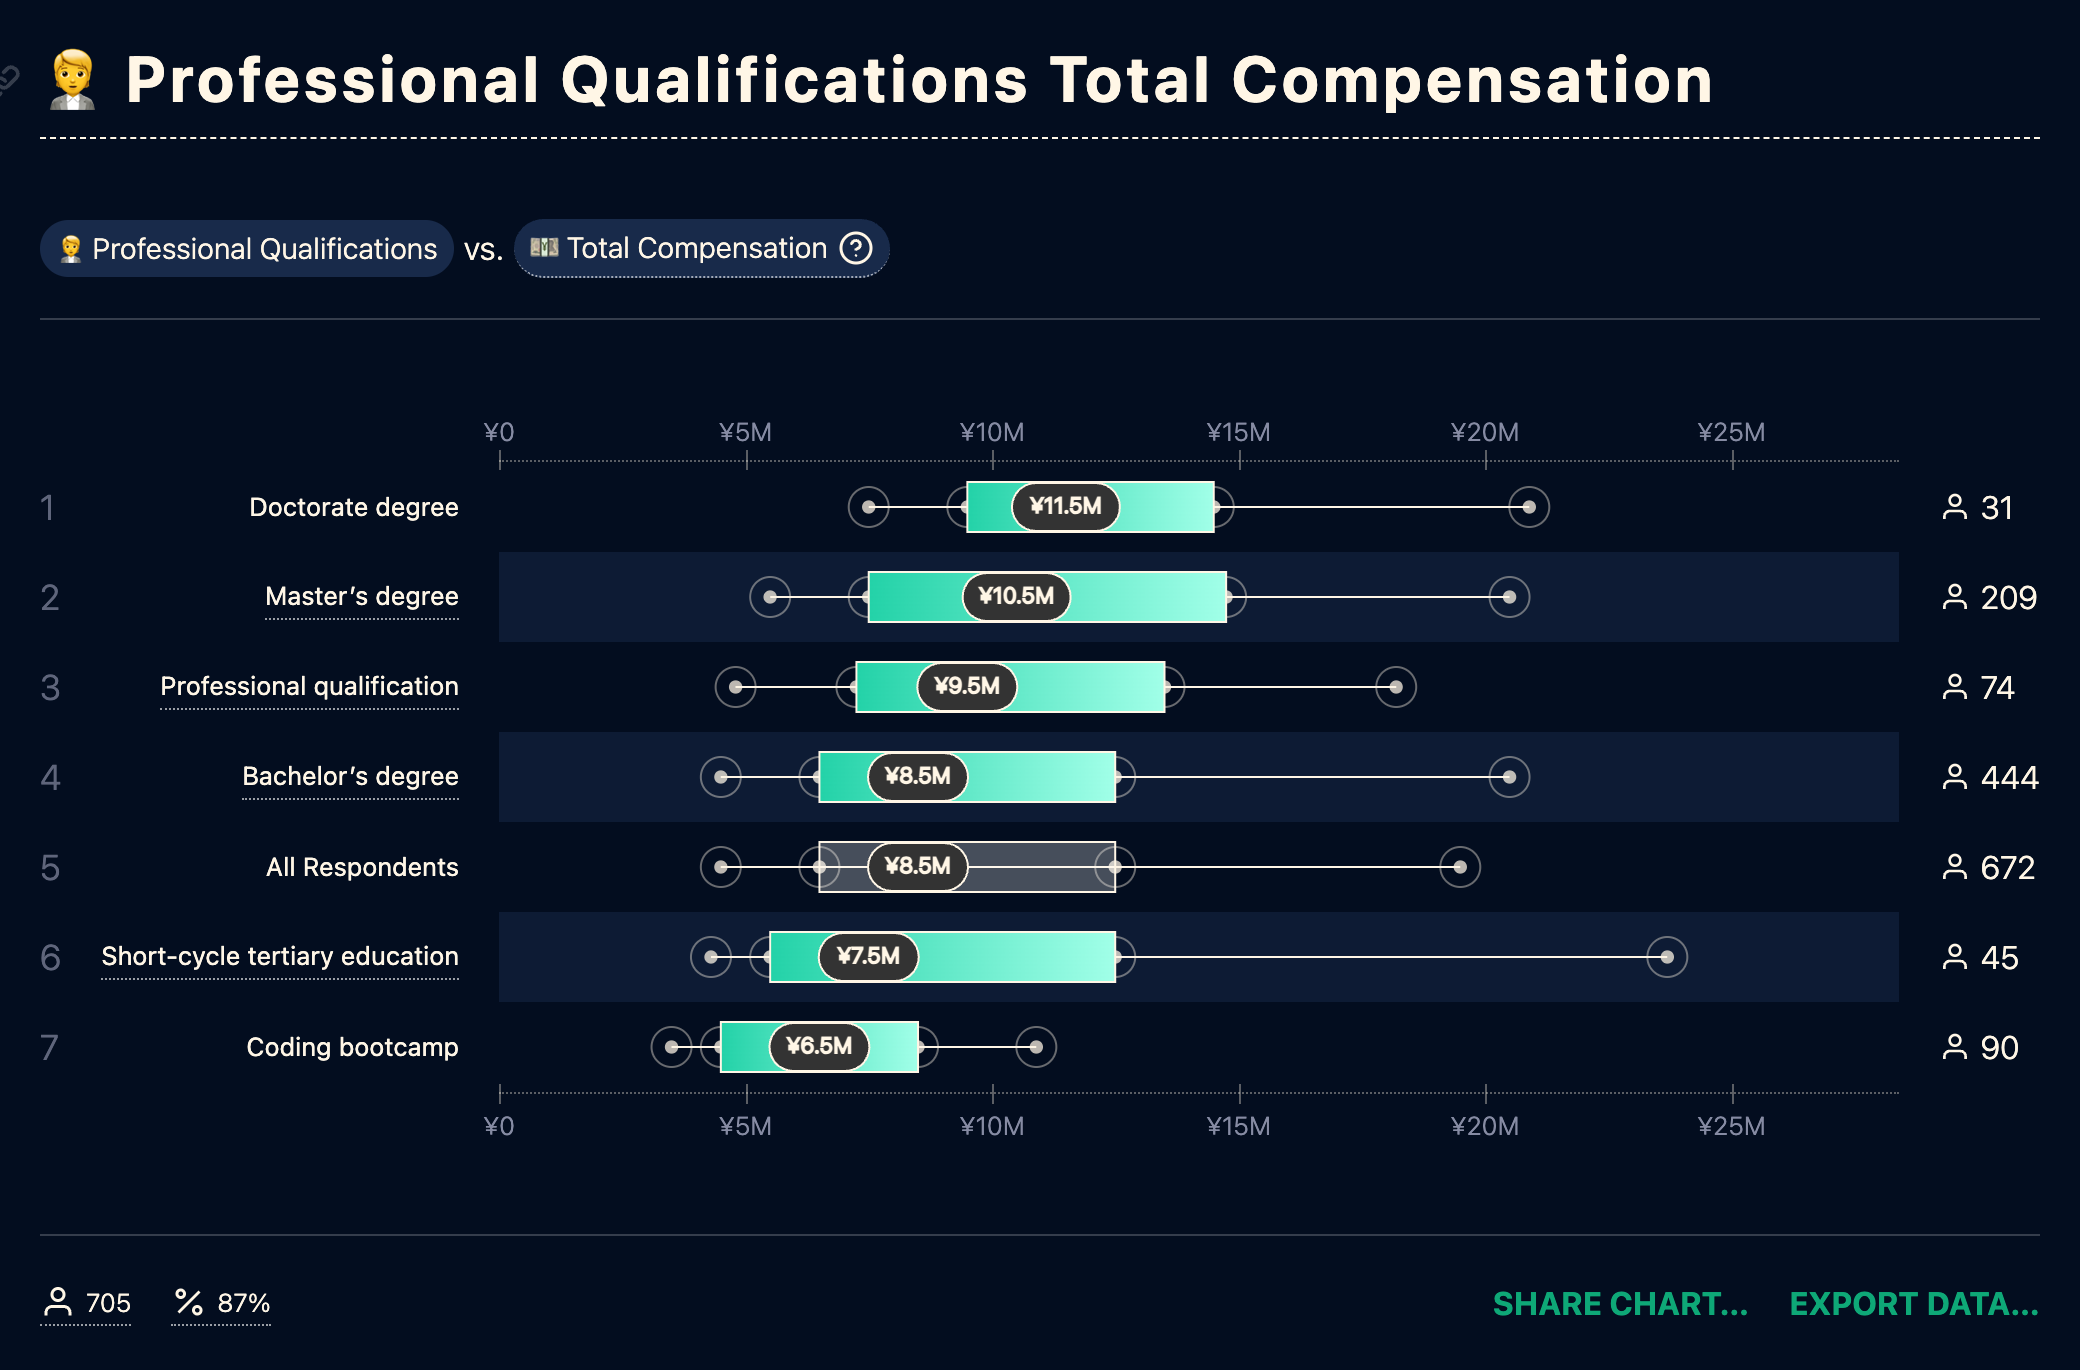 Professional Qualifications Total Compensation
Professional Qualifications vs. Total Compensation ?
¥0 ¥5M ¥10M ¥15M ¥20M ¥25M
1 Doctorate degree ¥11.5M 31
2 Master’s degree ¥10.5M 209
3 Professional qualification ¥9.5M 74
4 Bachelor’s degree ¥8.5M 444
5 All Respondents ¥8.5M 672
6 Short-cycle tertiary education ¥7.5M 45
7 Coding bootcamp ¥6.5M 90
¥0 ¥5M ¥10M ¥15M ¥20M ¥25M
705 % 87% SHARE CHART... EXPORT DATA...